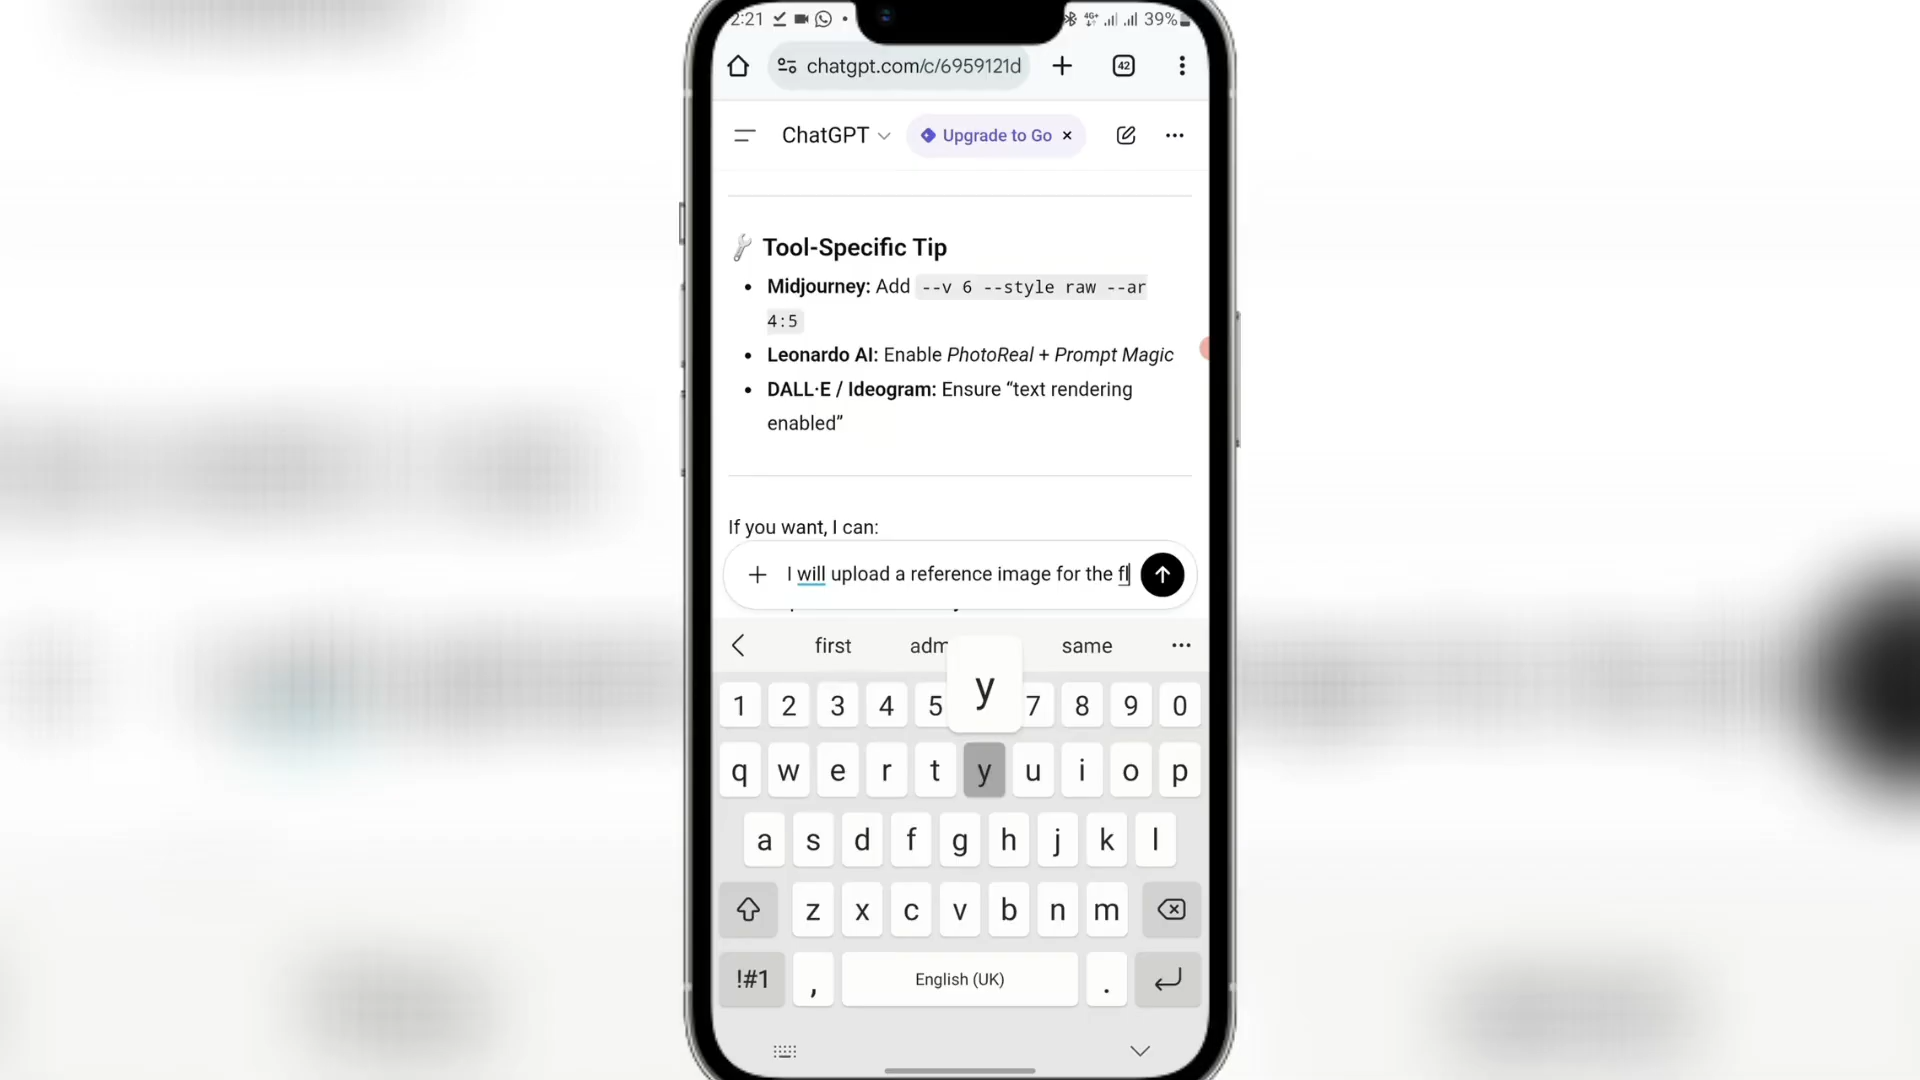 2:21 39%
chatgpt.com/c/6959121d 42
ChatGPT Upgrade to Go
Tool-Specific Tip
Midjourney: Add --v 6 --style raw --ar
4:5
Leonardo AI: Enable PhotoReal + Prompt Magic
DALL·E / Ideogram: Ensure “text rendering
enabled”
If you want, I can:
I will upload a reference image for the fl
first adm same
y
1 2 3 4 5 7 8 9 0
q w e r t y u i o p
a s d f g h j k l
z x c v b n m
!#1 , English (UK) .